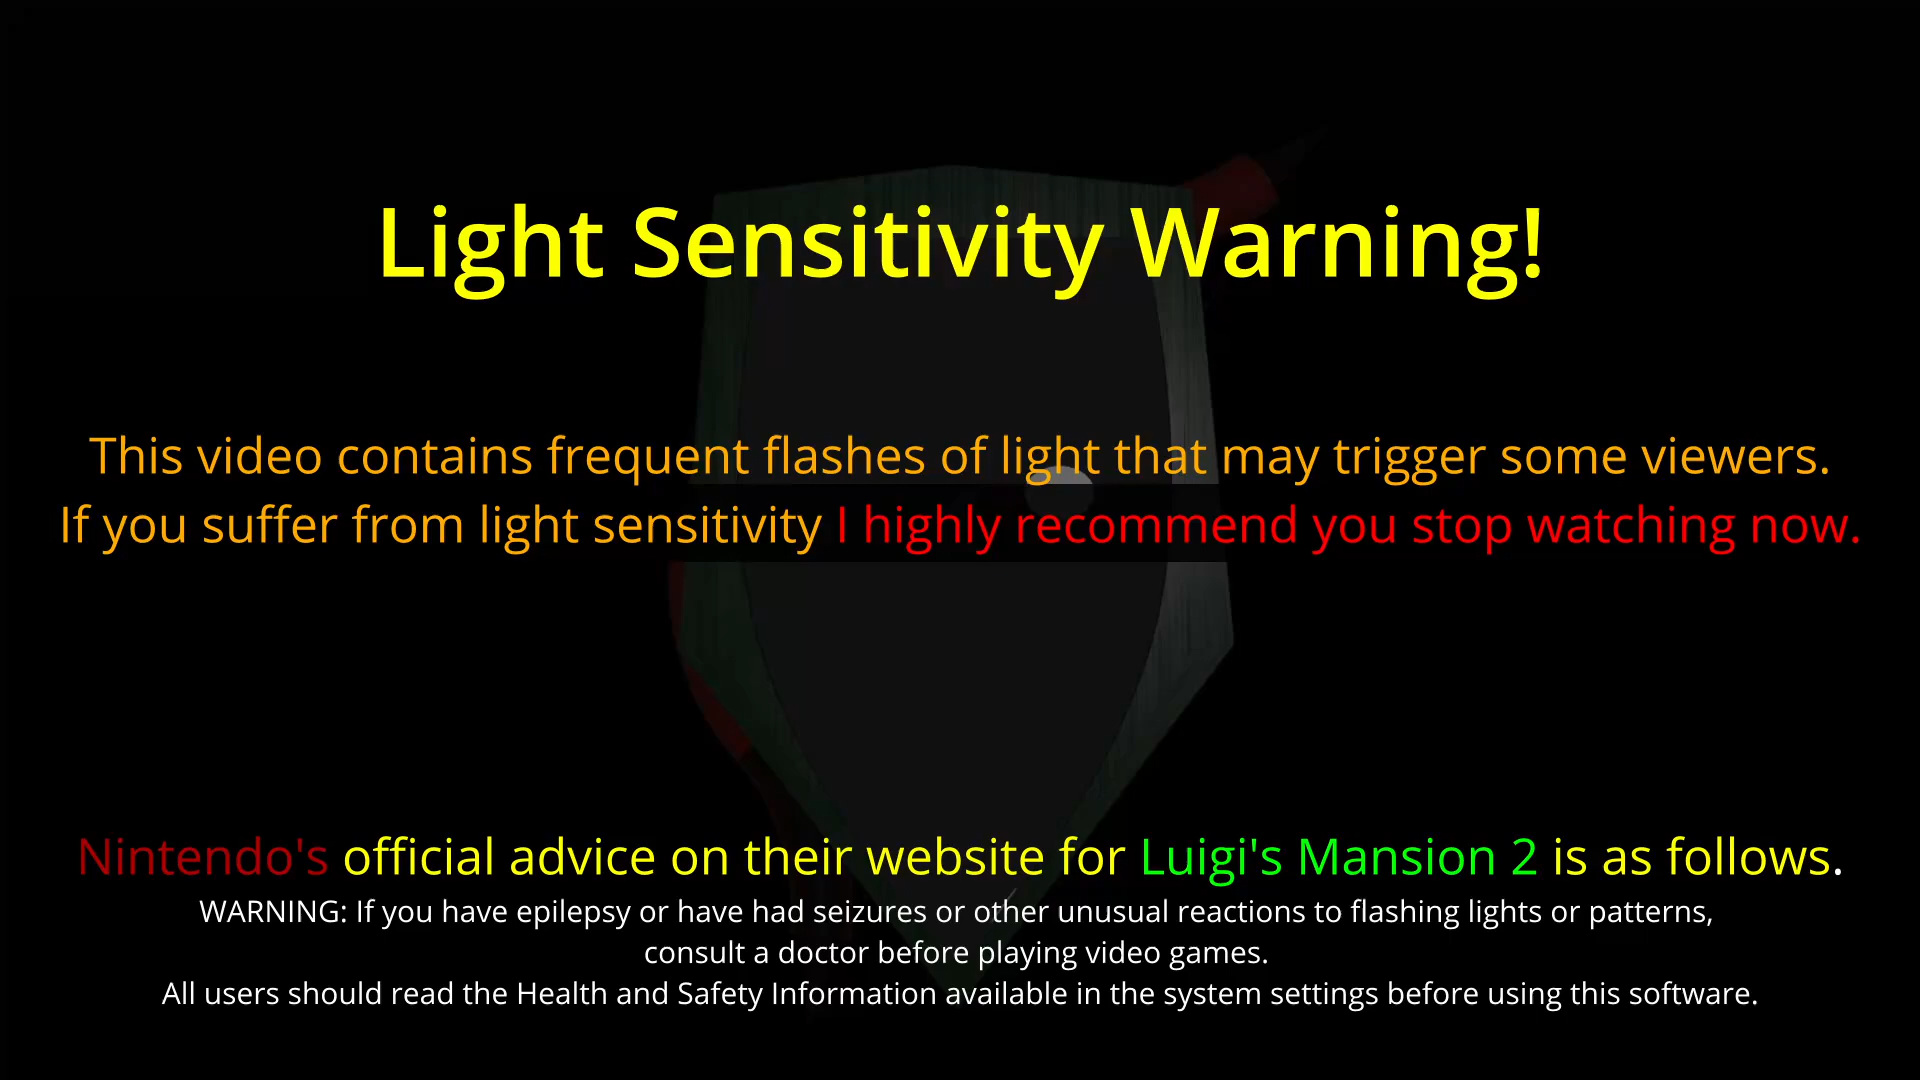 Light Sensitivity Warning!
This video contains frequent flashes of light that may trigger some viewers.
If you suffer from light sensitivity I highly recommend you stop watching now.
Nintendo's official advice on their website for Luigi's Mansion 2 is as follows.
WARNING: If you have epilepsy or have had seizures or other unusual reactions to flashing lights or patterns,
consult a doctor before playing video games.
All users should read the Health and Safety Information available in the system settings before using this software.